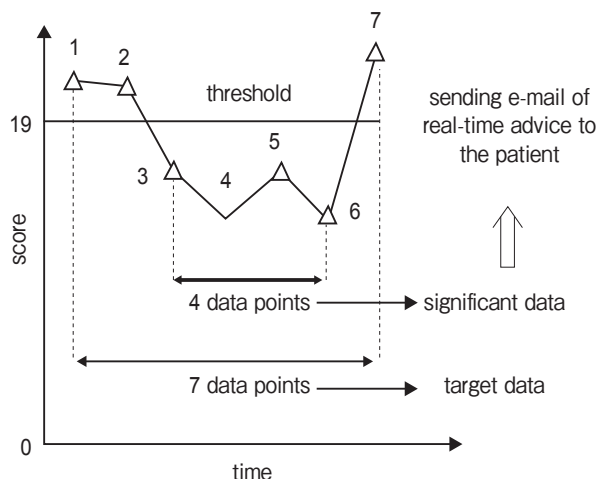 7
1
2
threshold
sending e-mail of
real-time advice to
the patient
19
5
3
4
6
score
4 data points
significant data
7 data points
target data
0
time